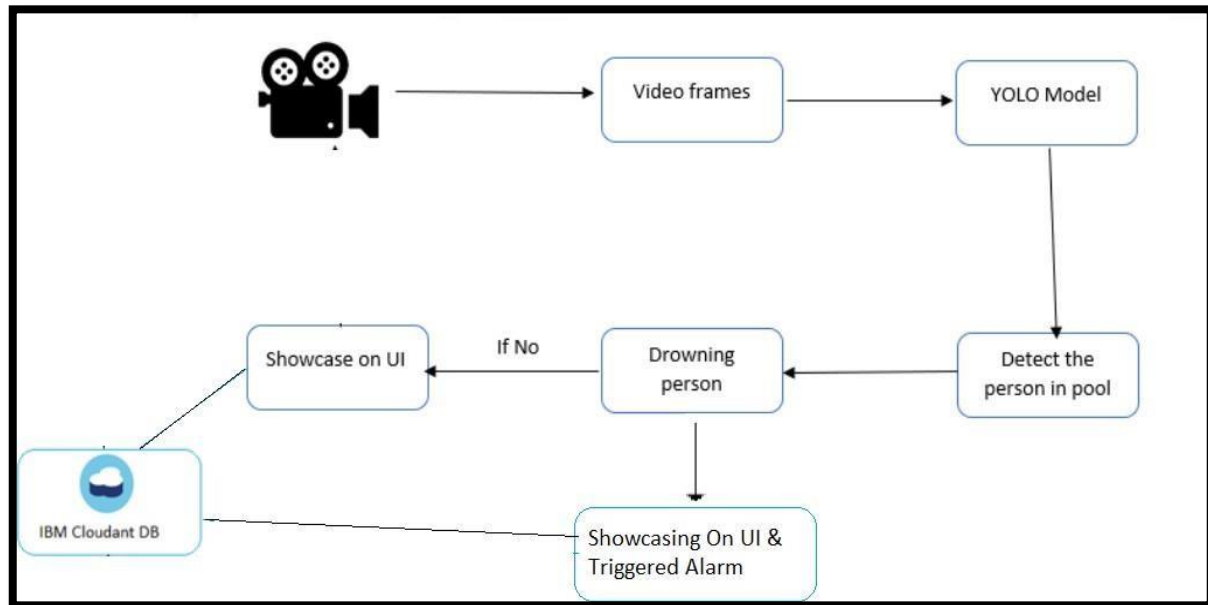 Video frames
YOLO Model
Showcase on UI
If No
Drowning
person
Detect the
person in pool
IBM Cloudant DB
Showcasing On UI &
Triggered Alarm